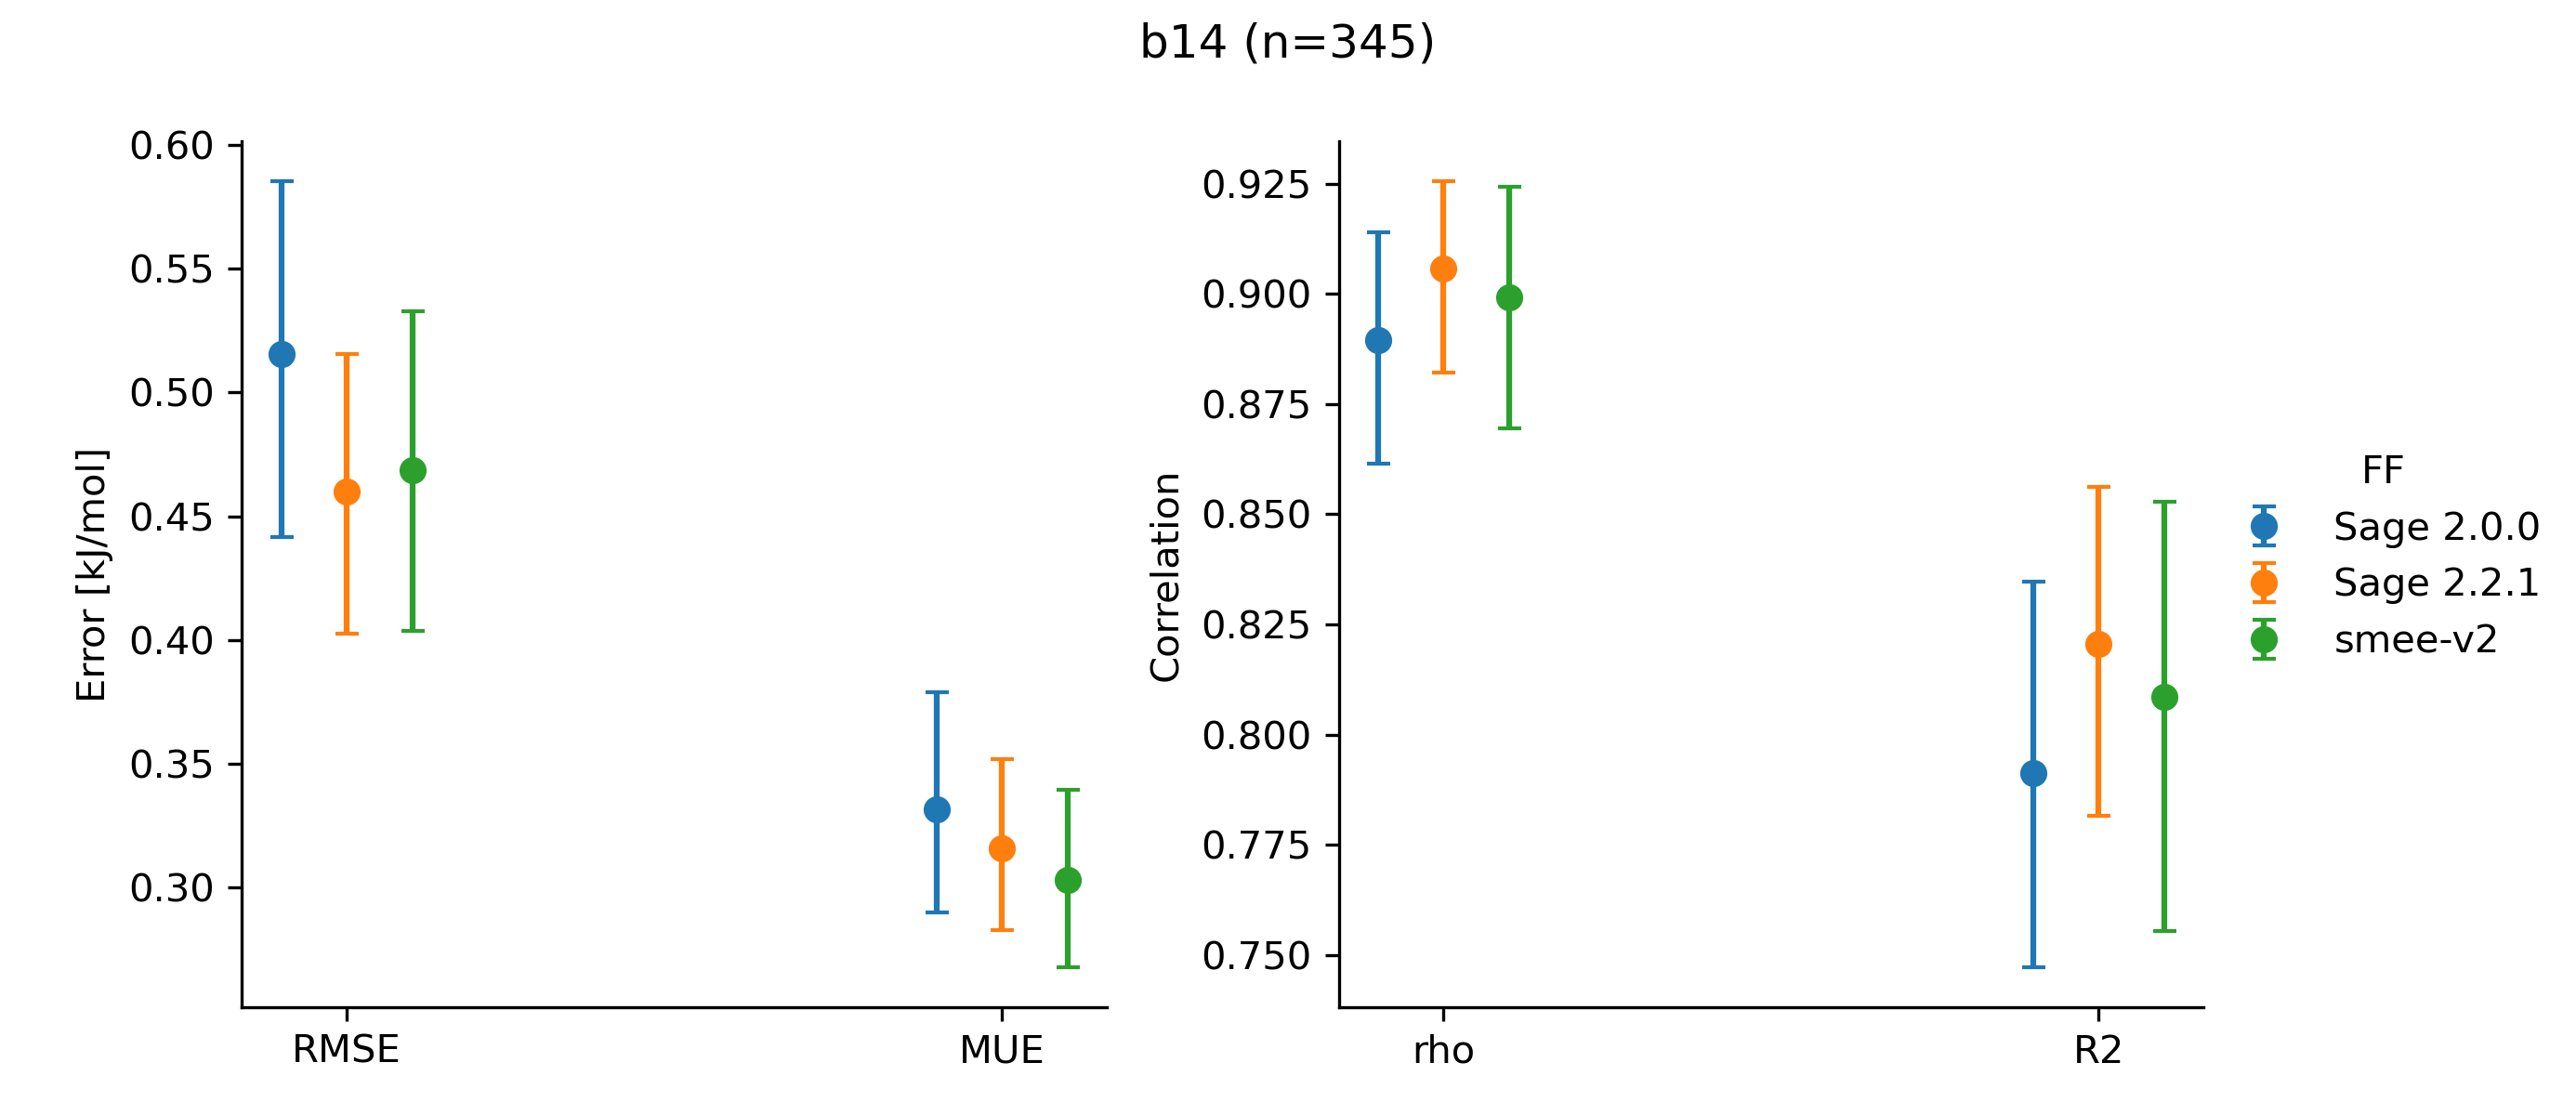 b14 (n=345)
Error [kJ/mol]
0.60
0.55
0.50
0.45
0.40
0.35
0.30
RMSE
MUE
Correlation
0.925
0.900
0.875
0.850
0.825
0.800
0.775
0.750
rho
R2
FF
Sage 2.0.0
Sage 2.2.1
smee-v2